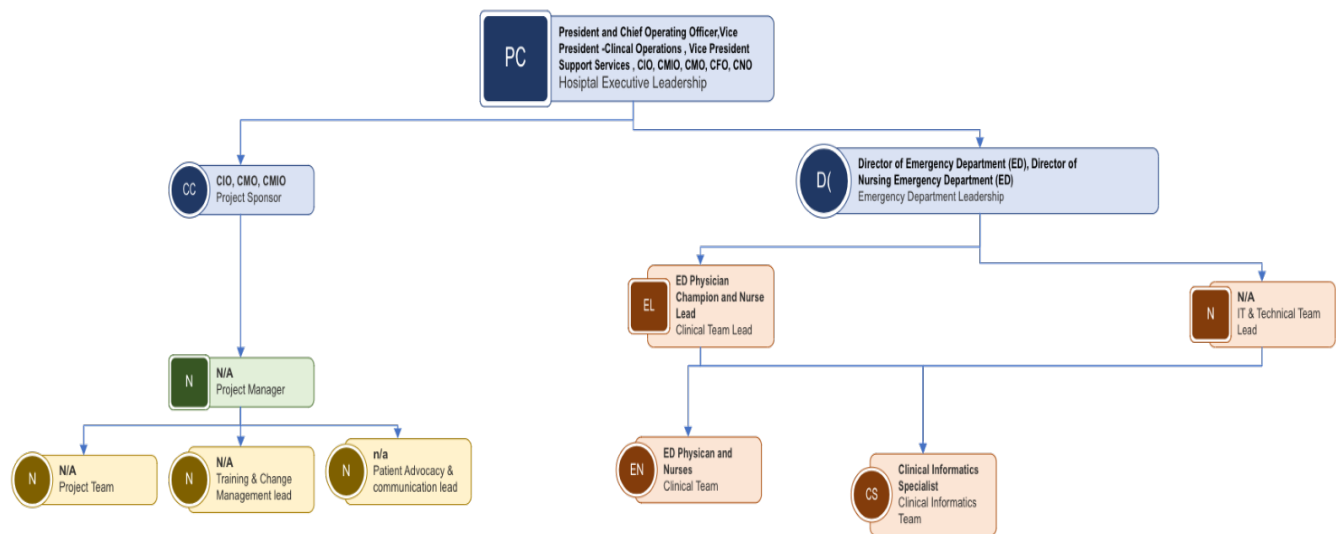 PC
President and Chief Operating Officer,Vice
President -Clincal Operations , Vice President
Support Services , CIO, CMIO, CMO, CFO, CNO
Hosiptal Executive Leadership
CC
CIO, CMO, CMIO
Project Sponsor
D(
Director of Emergency Department (ED), Director of
Nursing Emergency Department (ED)
Emergency Department Leadership
EL
ED Physician
Champion and Nurse
Lead
Clinical Team Lead
N
N/A
IT & Technical Team
Lead
N
N/A
Project Manager
N
N/A
Project Team
N
N/A
Training & Change
Management lead
N
n/a
Patient Advocacy &
communication lead
EN
ED Physican and
Nurses
Clinical Team
CS
Clinical Informatics
Specialist
Clinical Informatics
Team